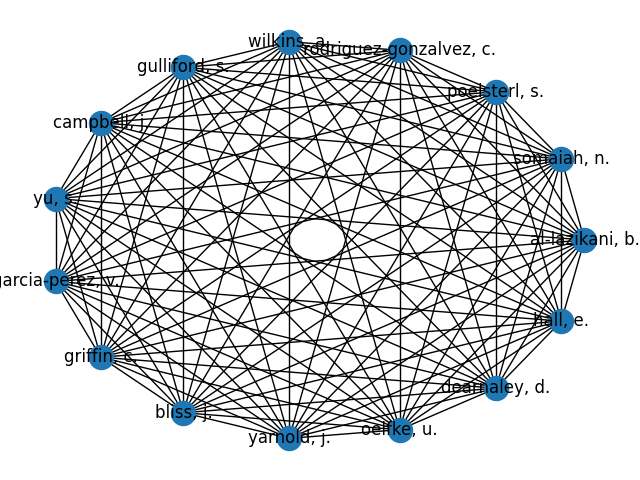 wilkins, a.
rodriguez-gonzalvez, c.
gulliford, s.
poelsterl, s.
campbell, j.
somaiah, n.
yu,
al-lazikani, b.
garcia-perez, v.
hall, e.
griffin, c.
dearnaley, d.
bliss, j.
oelfke, u.
yarnold, j.